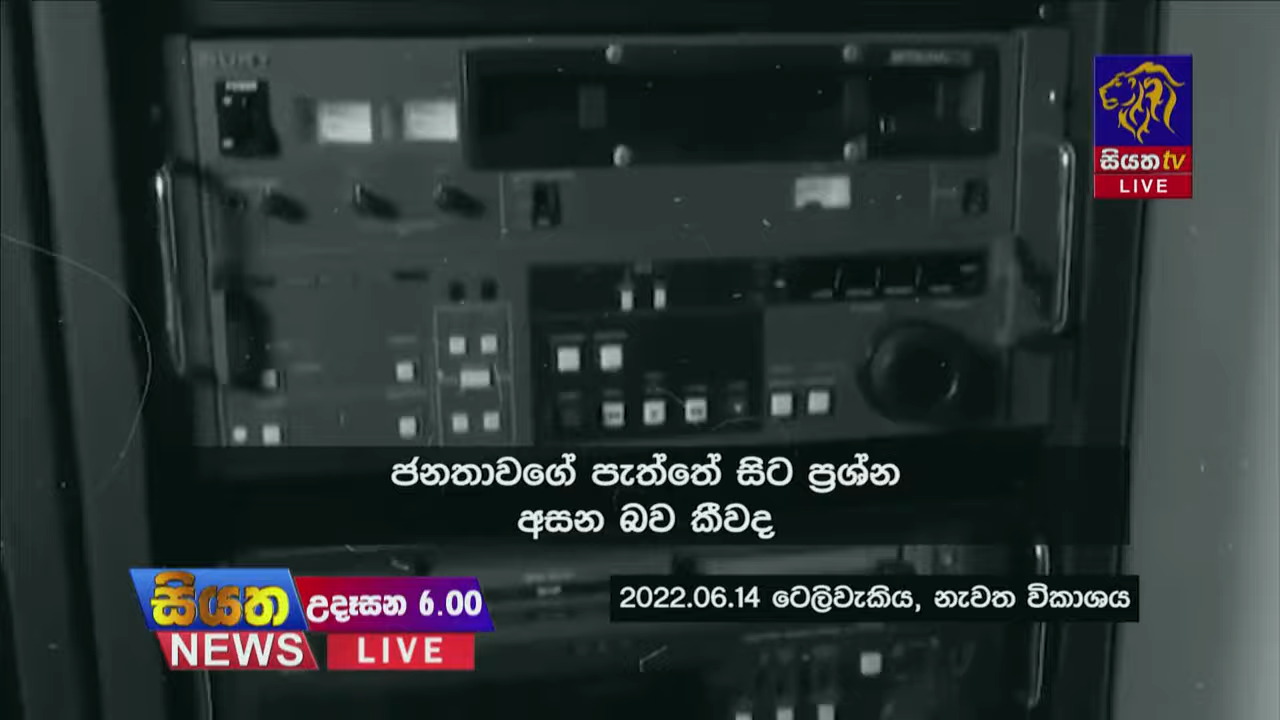 සියත tv
LIVE
ජනතාවගේ පැත්තේ සිට ප්‍රශ්න
අසන බව කීවද
සියත උදෑසන 6.00
NEWS LIVE
2022.06.14 ටෙලිවැකිය, නැවත විකාශය